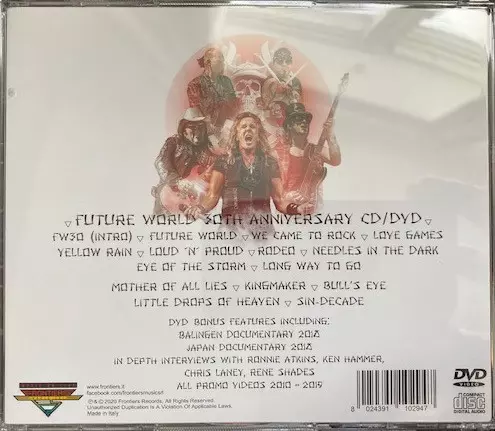 ▽ FUTURE WORLD 30TH ANNIVERSARY CD/DVD ▽
FW30 (INTRO) ▽ FUTURE WORLD ▽ WE CAME TO ROCK ▽ LOVE GAMES
YELLOW RAIN ▽ LOUD 'N' PROUD ▽ RODEO ▽ NEEDLES IN THE DARK
EYE OF THE STORM ▽ LONG WAY TO GO
MOTHER OF ALL LIES ▽ KINGMAKER ▽ BULL'S EYE
LITTLE DROPS OF HEAVEN ▽ SIN-DECADE
DVD BONUS FEATURES INCLUDING:
BALINGEN DOCUMENTARY 2018
JAPAN DOCUMENTARY 2018
IN DEPTH INTERVIEWS WITH RONNIE ATKINS, KEN HAMMER,
CHRIS LANEY, RENE SHADES
ALL PROMO VIDEOS 2010 - 2019
FRONTIERS
www.frontiers.it
facebook.com/frontiersmusicsrl
℗ & © 2020 Frontiers Records. All Rights Reserved.
Unauthorized Duplication Is A Violation Of Applicable Laws.
Made in Italy
8 024391 102947
DVD
VIDEO
COMPACT
disc
DIGITAL AUDIO